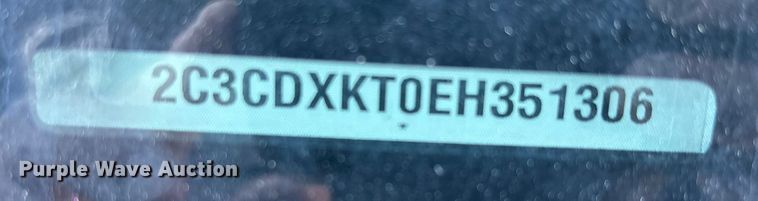 2C3CDXKT0EH351306
Purple Wave Auction